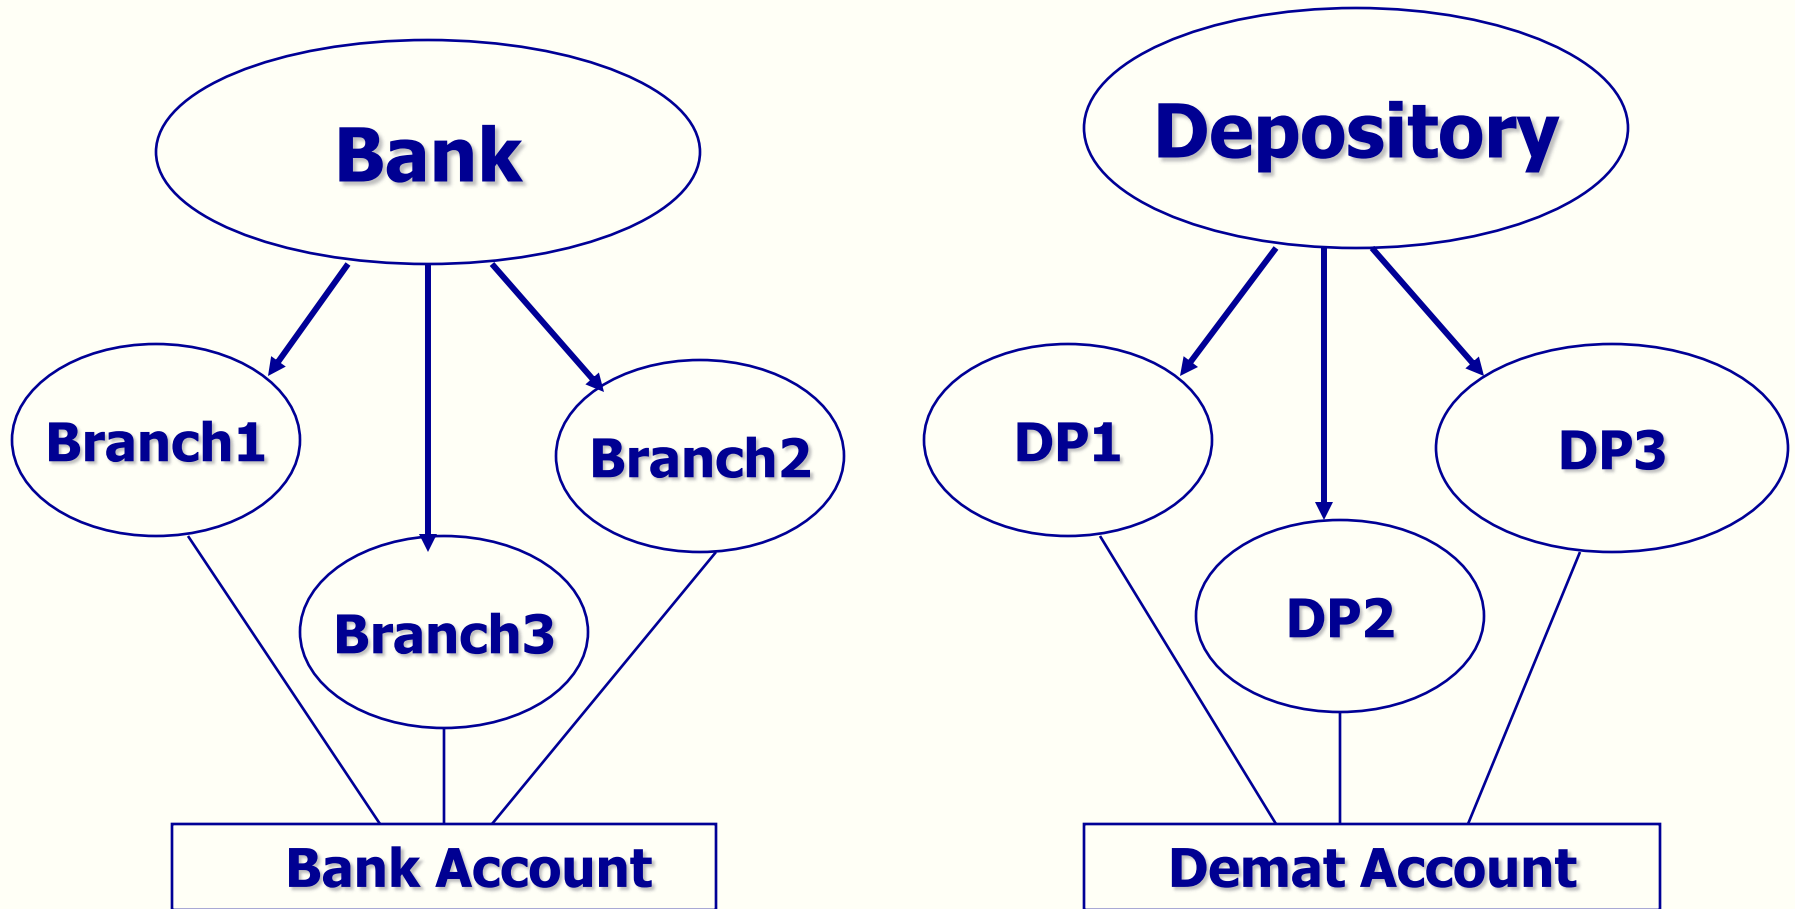 Bank
Depository
Branch1
Branch2
Branch3
DP1
DP3
DP2
Bank Account
Demat Account